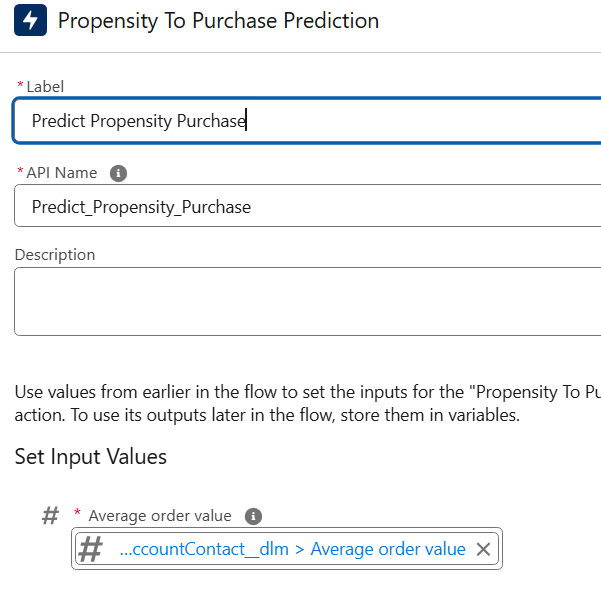 Propensity To Purchase Prediction
* Label
Predict Propensity Purchase
* API Name
Predict_Propensity_Purchase
Description
Use values from earlier in the flow to set the inputs for the "Propensity To Pu
action. To use its outputs later in the flow, store them in variables.
Set Input Values
# * Average order value
# ...ccountContact__dlm > Average order value ×